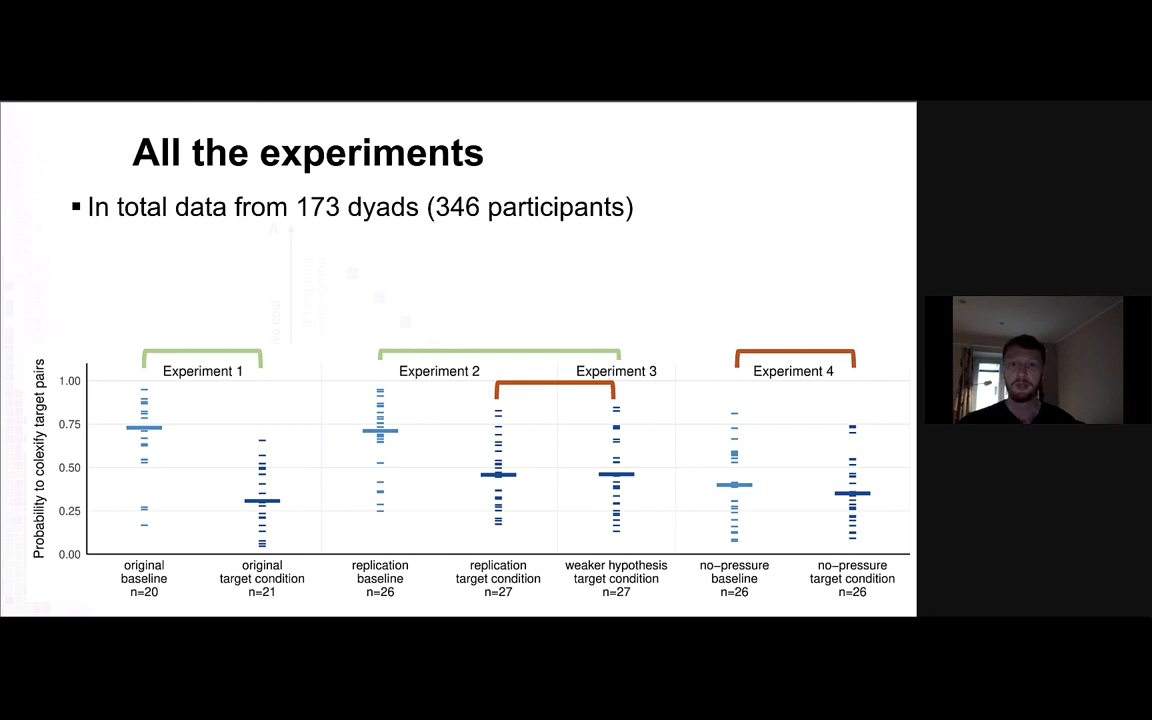 All the experiments
▪ In total data from 173 dyads (346 participants)
A
Experiment 1
Experiment 2
Experiment 3
Experiment 4
Probability to colexify target pairs
1.00
0.75
0.50
0.25
0.00
original
baseline
n=20
original
target condition
n=21
replication
baseline
n=26
replication
target condition
n=27
weaker hypothesis
target condition
n=27
no−pressure
baseline
n=26
no−pressure
target condition
n=26